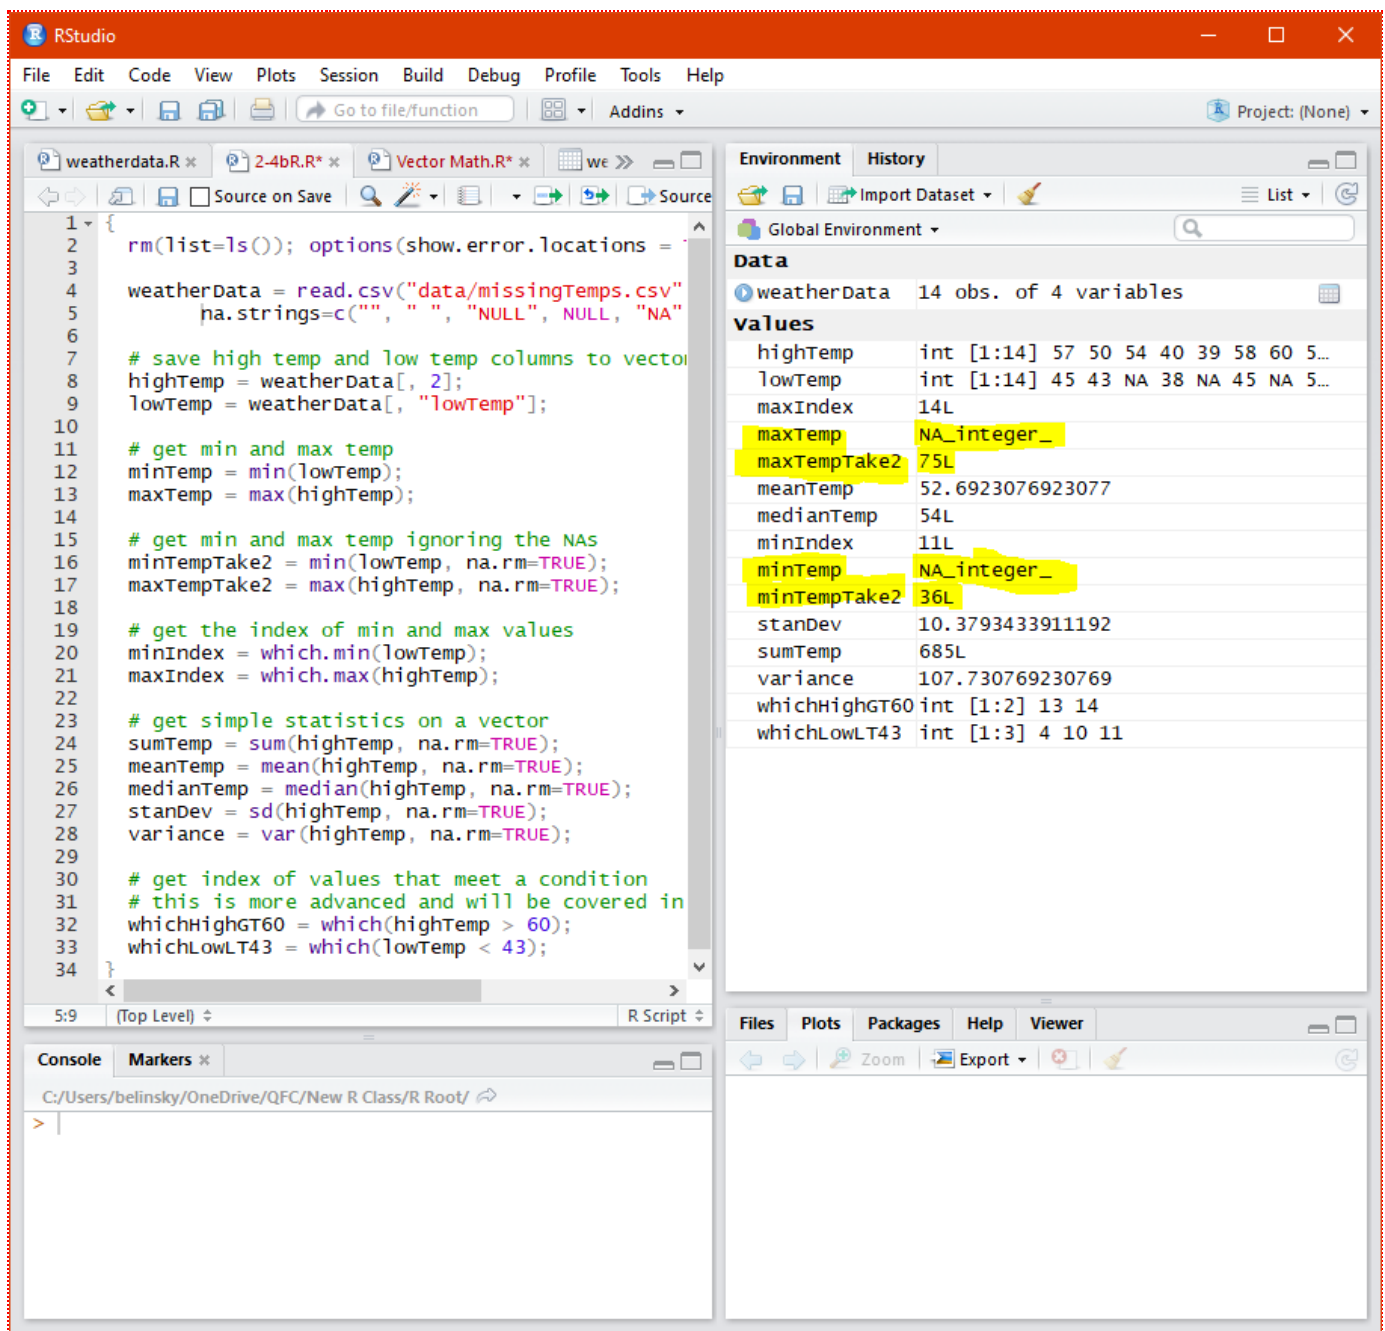 RStudio
File Edit Code View Plots Session Build Debug Profile Tools Help
Go to file/function Addins Project: (None)
weatherdata.R 2-4bR.R* Vector Math.R* we
Source on Save Source
1 {
2 rm(list=ls()); options(show.error.locations =
3
4 weatherData = read.csv("data/missingTemps.csv"
5 na.strings=c("", " ", "NULL", NULL, "NA"
6
7 # save high temp and low temp columns to vector
8 highTemp = weatherData[, 2];
9 lowTemp = weatherData[, "lowTemp"];
10
11 # get min and max temp
12 minTemp = min(lowTemp);
13 maxTemp = max(highTemp);
14
15 # get min and max temp ignoring the NAs
16 minTempTake2 = min(lowTemp, na.rm=TRUE);
17 maxTempTake2 = max(highTemp, na.rm=TRUE);
18
19 # get the index of min and max values
20 minIndex = which.min(lowTemp);
21 maxIndex = which.max(highTemp);
22
23 # get simple statistics on a vector
24 sumTemp = sum(highTemp, na.rm=TRUE);
25 meanTemp = mean(highTemp, na.rm=TRUE);
26 medianTemp = median(highTemp, na.rm=TRUE);
27 stanDev = sd(highTemp, na.rm=TRUE);
28 variance = var(highTemp, na.rm=TRUE);
29
30 # get index of values that meet a condition
31 # this is more advanced and will be covered in
32 whichHighGT60 = which(highTemp > 60);
33 whichLowLT43 = which(lowTemp < 43);
34 }
5:9 (Top Level) R Script
Console Markers
C:/Users/belinsky/OneDrive/QFC/New R Class/R Root/
>
Environment History
Import Dataset List
Global Environment
Data
weatherData 14 obs. of 4 variables
Values
highTemp int [1:14] 57 50 54 40 39 58 60 5...
lowTemp int [1:14] 45 43 NA 38 NA 45 NA 5...
maxIndex 14L
maxTemp NA_integer_
maxTempTake2 75L
meanTemp 52.6923076923077
medianTemp 54L
minIndex 11L
minTemp NA_integer_
minTempTake2 36L
stanDev 10.3793433911192
sumTemp 685L
variance 107.730769230769
whichHighGT60 int [1:2] 13 14
whichLowLT43 int [1:3] 4 10 11
Files Plots Packages Help Viewer
Zoom Export